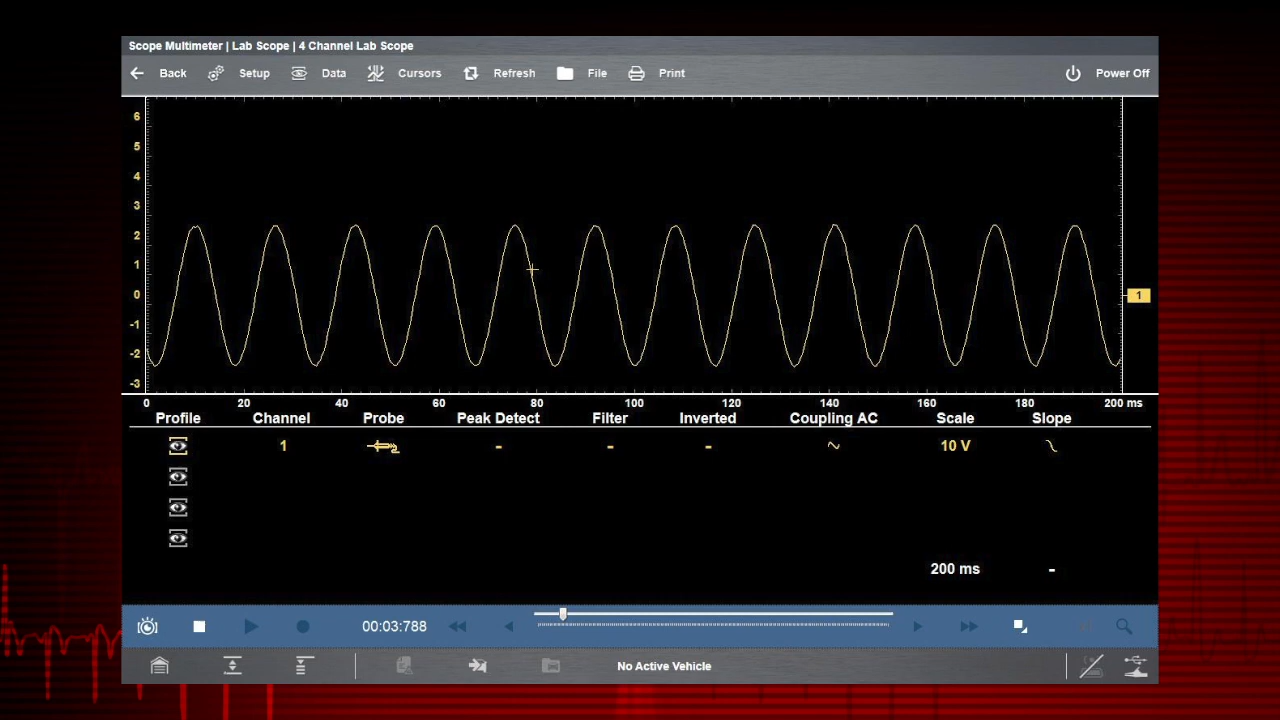 Scope Multimeter | Lab Scope | 4 Channel Lab Scope
Back Setup Data Cursors Refresh File Print Power Off
6
5
4
3
2
1
0
-1
-2
-3
1
0 20 40 60 80 100 120 140 160 180 200 ms
Profile Channel Probe Peak Detect Filter Inverted Coupling AC Scale Slope
1 - - - 10 V
200 ms -
00:03:788
No Active Vehicle